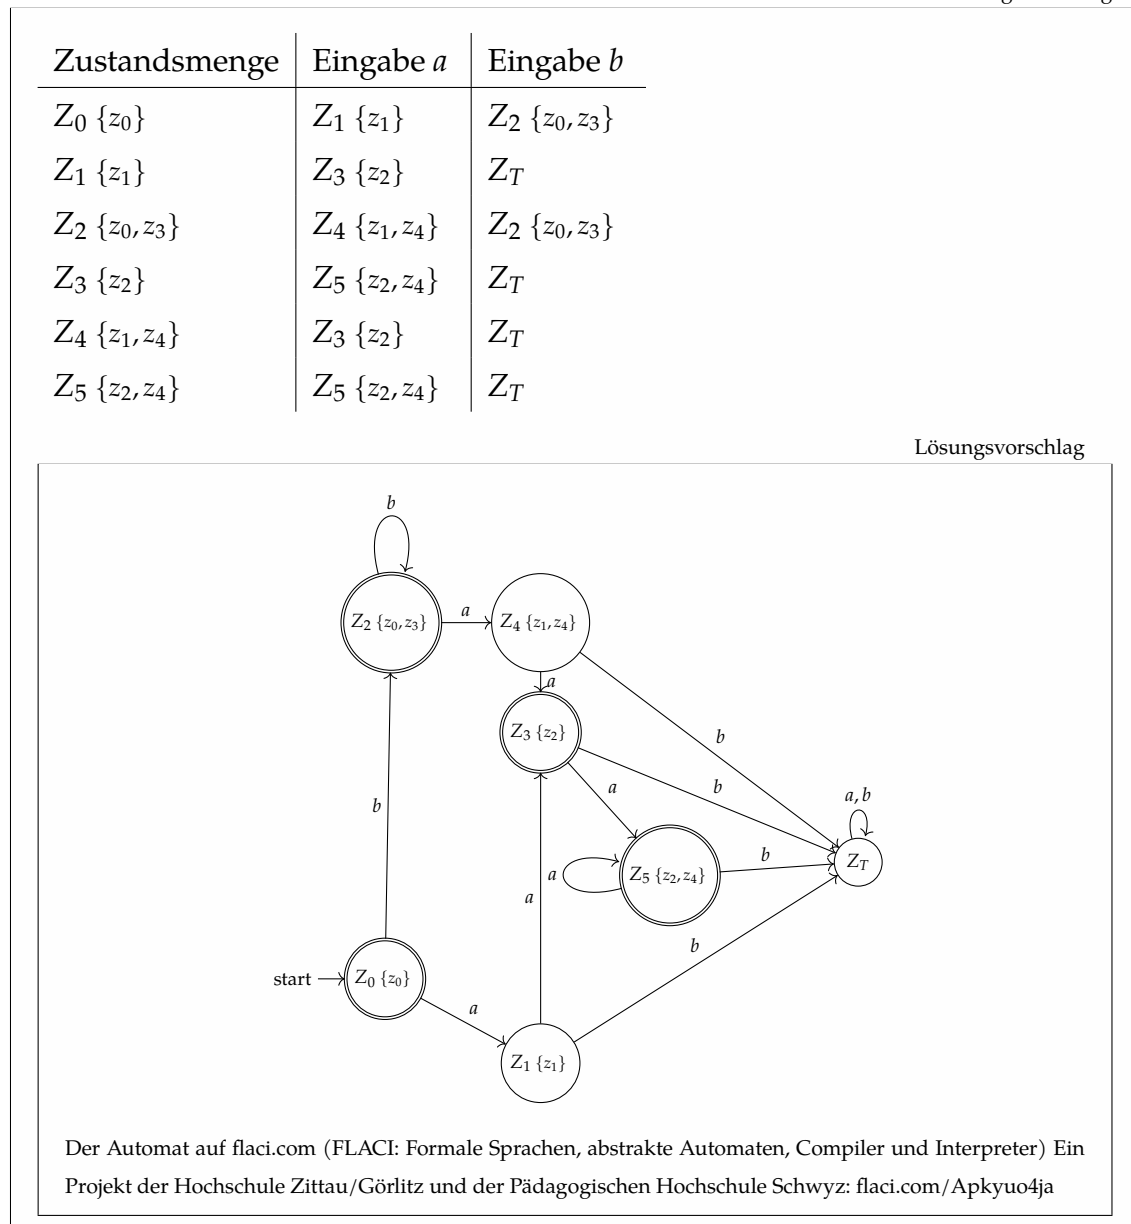 Zustandsmenge Eingabe a Eingabe b
Z0 {z0} Z1 {z1} Z2 {z0, z3}
Z1 {z1} Z3 {z2} ZT
Z2 {z0, z3} Z4 {z1, z4} Z2 {z0, z3}
Z3 {z2} Z5 {z2, z4} ZT
Z4 {z1, z4} Z3 {z2} ZT
Z5 {z2, z4} Z5 {z2, z4} ZT
Lösungsvorschlag
b
Z2 {z0, z3} a Z4 {z1, z4}
a
Z3 {z2} b
a b
b a, b
ZT
a Z5 {z2, z4} b
a
b
start Z0 {z0}
a
Z1 {z1}
Der Automat auf flaci.com (FLACI: Formale Sprachen, abstrakte Automaten, Compiler und Interpreter) Ein
Projekt der Hochschule Zittau/Görlitz und der Pädagogischen Hochschule Schwyz: flaci.com/Apkyuo4ja